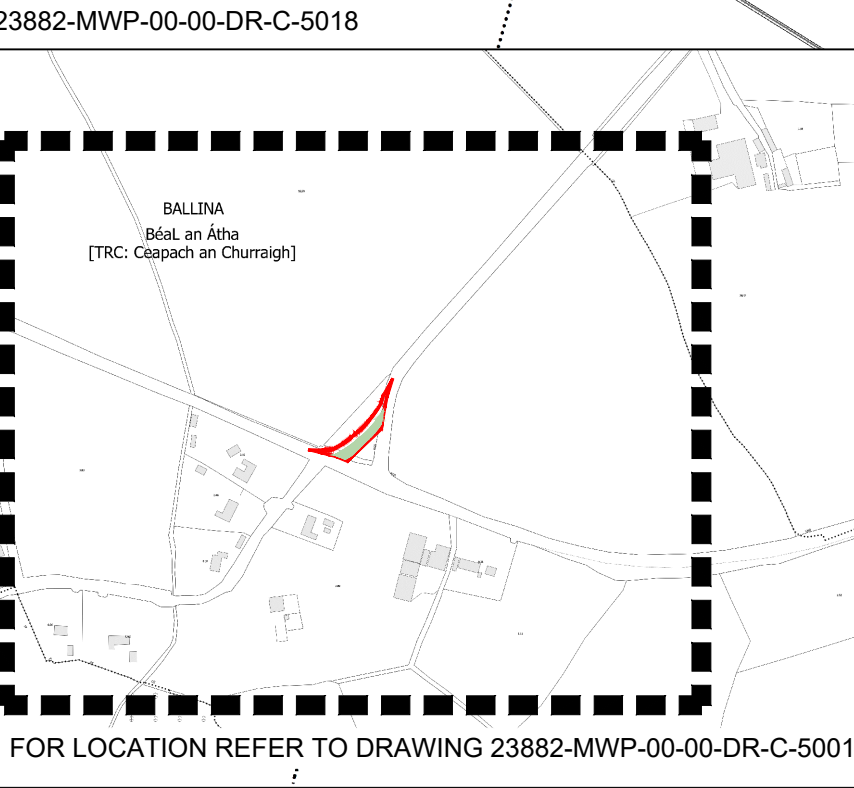 23882-MWP-00-00-DR-C-5018
BALLINA
BéaL an Átha
[TRC: Ceapach an Churraigh]
FOR LOCATION REFER TO DRAWING 23882-MWP-00-00-DR-C-5001